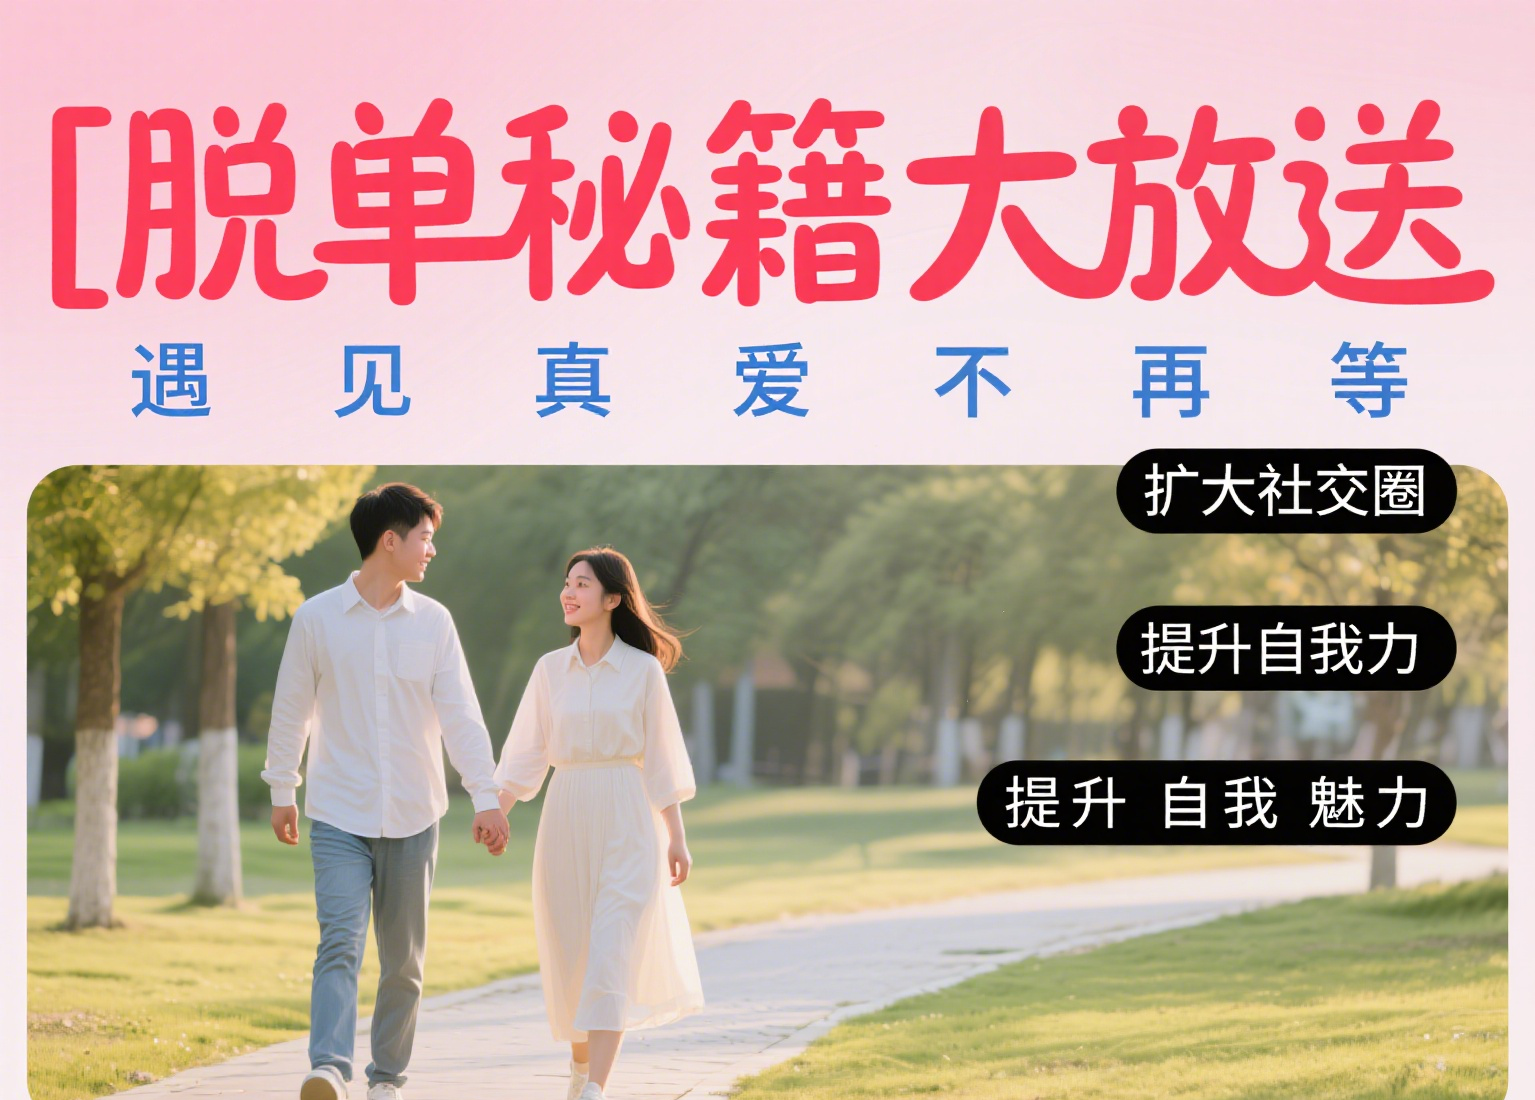 [脱单秘籍大放送
遇见真爱不再等
扩大社交圈
提升自我力
提升 自我 魅力